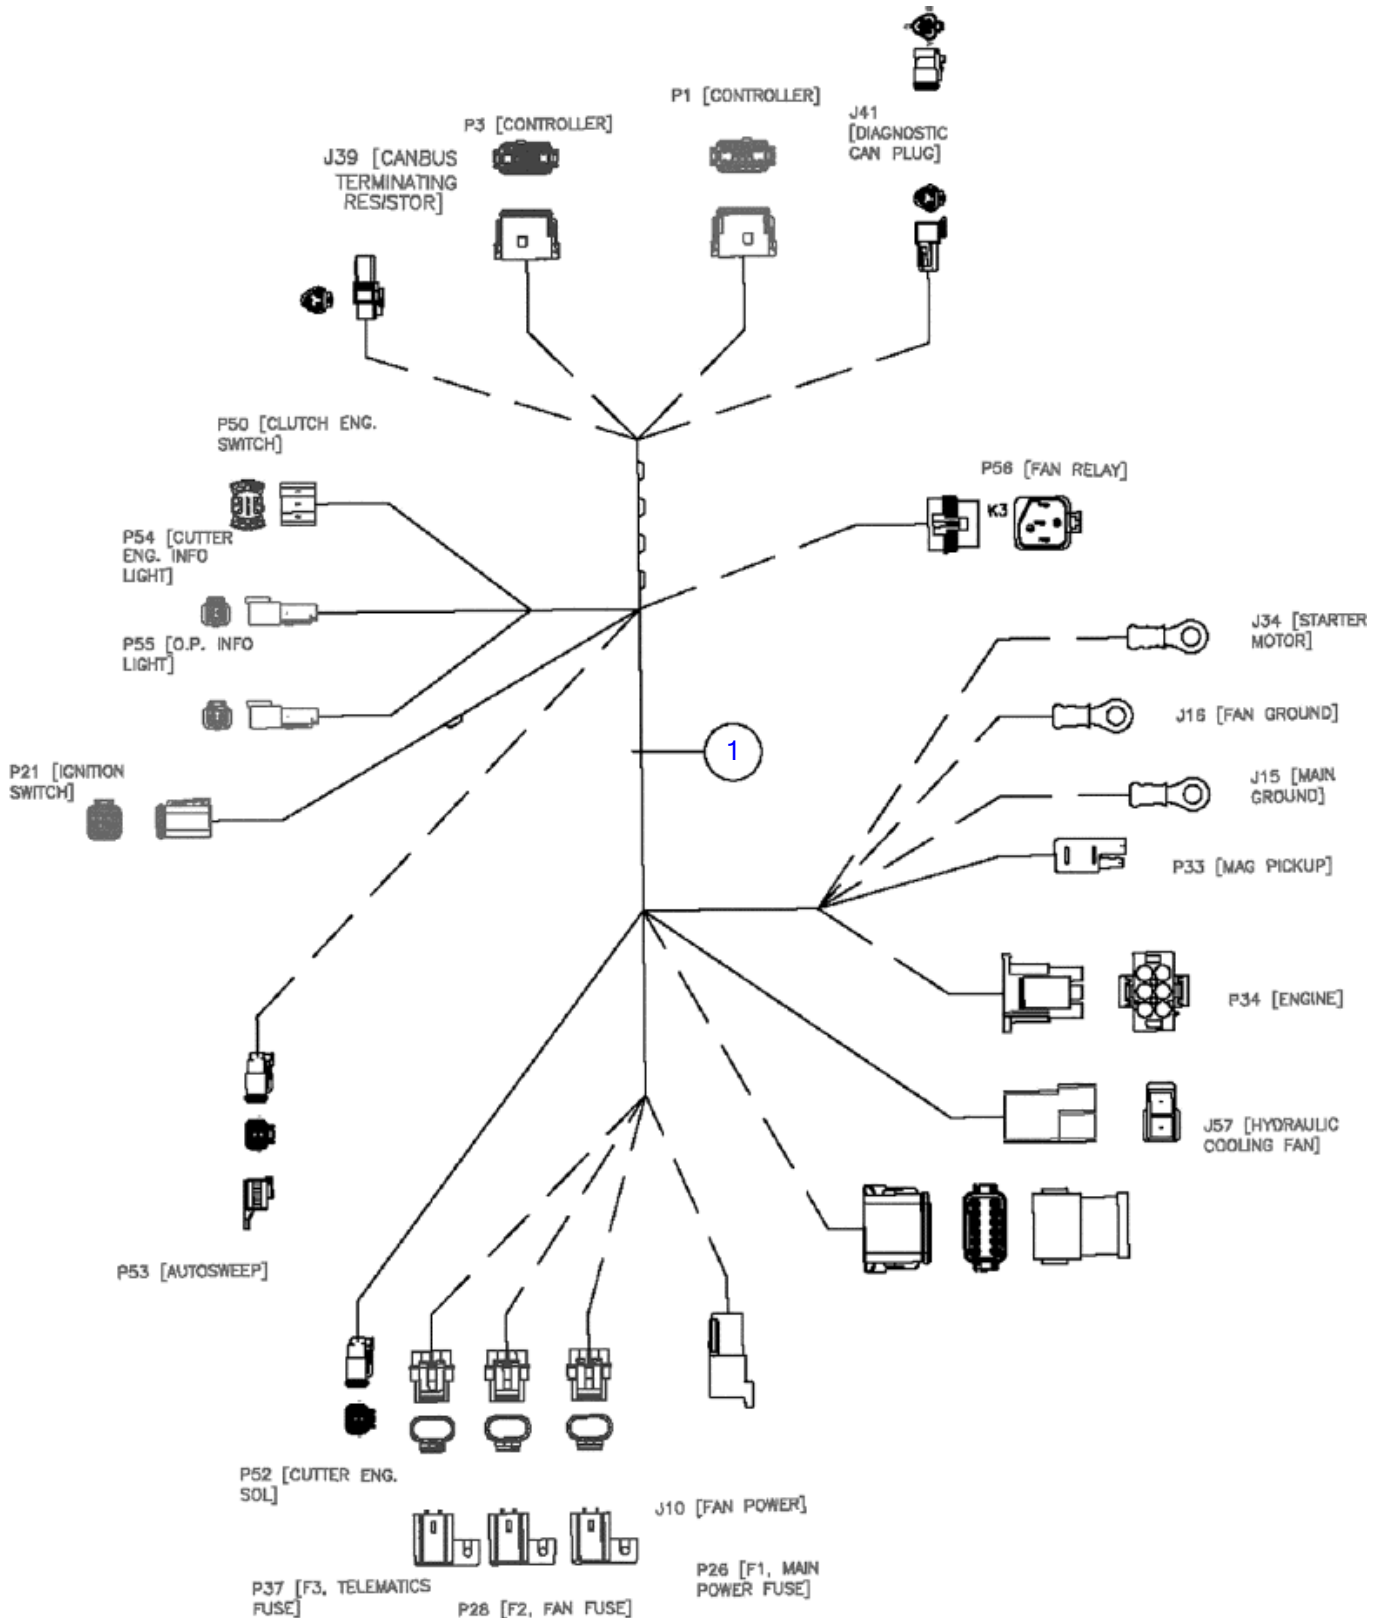 P1 [CONTROLLER]
J41
[DIAGNOSTIC
CAN PLUG]
P3 [CONTROLLER]
J39 [CANBUS
TERMINATING
RESISTOR]
P50 [CLUTCH ENG.
SWITCH]
P56 [FAN RELAY]
K3
P54 [CUTTER
ENG. INFO
LIGHT]
P55 [O.P. INFO
LIGHT]
J34 [STARTER
MOTOR]
J16 [FAN GROUND]
1
P21 [IGNITION
SWITCH]
J15 [MAIN
GROUND]
P33 [MAG PICKUP]
P34 [ENGINE]
J57 [HYDRAULIC
COOLING FAN]
P53 [AUTOSWEEP]
P52 [CUTTER ENG.
SOL]
J10 [FAN POWER]
P26 [F1, MAIN
POWER FUSE]
P37 [F3, TELEMATICS
FUSE]
P28 [F2, FAN FUSE]